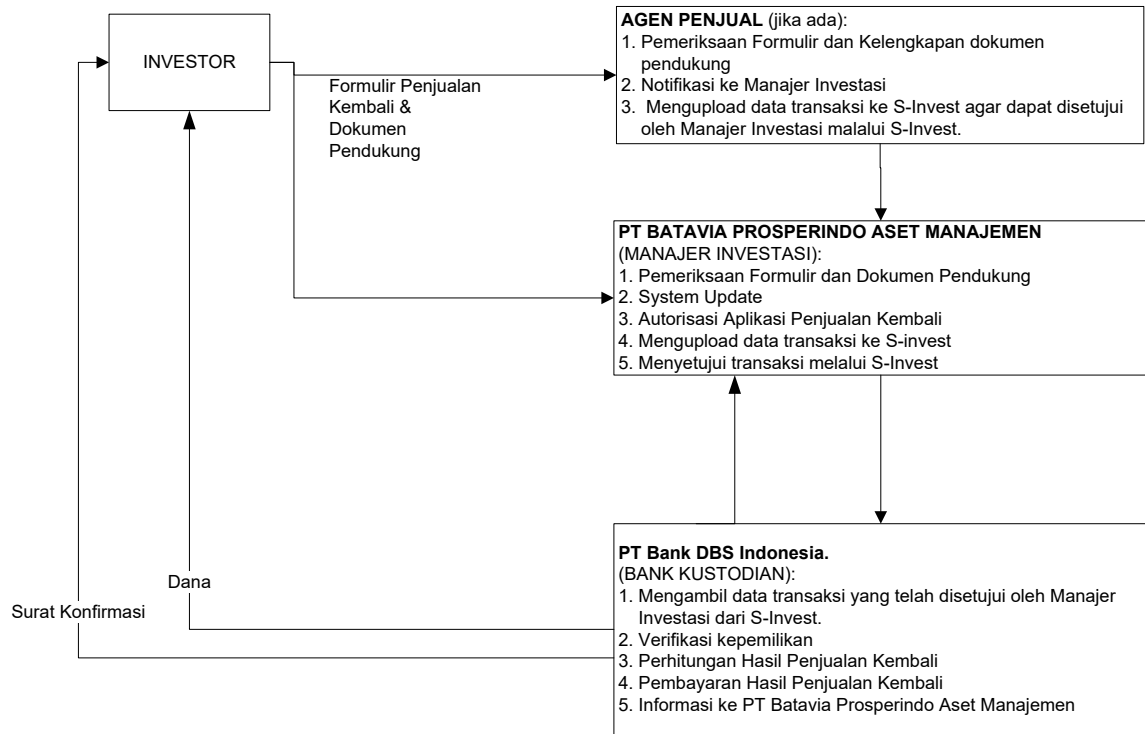 INVESTOR
Formulir Penjualan
Kembali &
Dokumen
Pendukung
AGEN PENJUAL (jika ada):
1. Pemeriksaan Formulir dan Kelengkapan dokumen
pendukung
2. Notifikasi ke Manajer Investasi
3. Mengupload data transaksi ke S-Invest agar dapat disetujui
oleh Manajer Investasi malalui S-Invest.
PT BATAVIA PROSPERINDO ASET MANAJEMEN
(MANAJER INVESTASI):
1. Pemeriksaan Formulir dan Dokumen Pendukung
2. System Update
3. Autorisasi Aplikasi Penjualan Kembali
4. Mengupload data transaksi ke S-invest
5. Menyetujui transaksi melalui S-Invest
PT Bank DBS Indonesia.
(BANK KUSTODIAN):
1. Mengambil data transaksi yang telah disetujui oleh Manajer
Investasi dari S-Invest.
2. Verifikasi kepemilikan
3. Perhitungan Hasil Penjualan Kembali
4. Pembayaran Hasil Penjualan Kembali
5. Informasi ke PT Batavia Prosperindo Aset Manajemen
Dana
Surat Konfirmasi